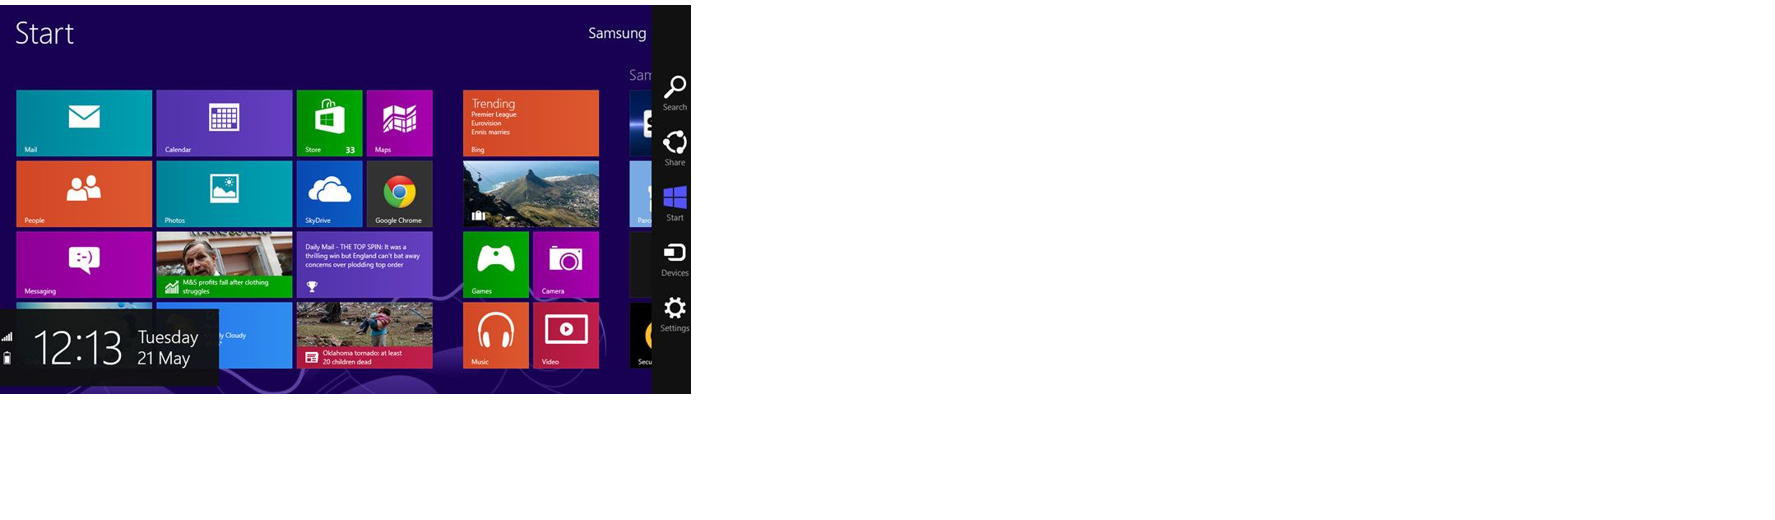 Start
Samsung
Mail
Calendar
Store 33
Maps
Trending
Premier League
Eurovision
Ennis marries
Bing
People
Photos
SkyDrive
Google Chrome
Messaging
M&S profits fall after clothing
struggles
Daily Mail - THE TOP SPIN: It was a
thrilling win but England can't bat away
concerns over plodding top order
Games
Camera
Cloudy
Oklahoma tornado: at least
20 children dead
Music
Video
12:13
Tuesday
21 May
Search
Share
Start
Devices
Settings